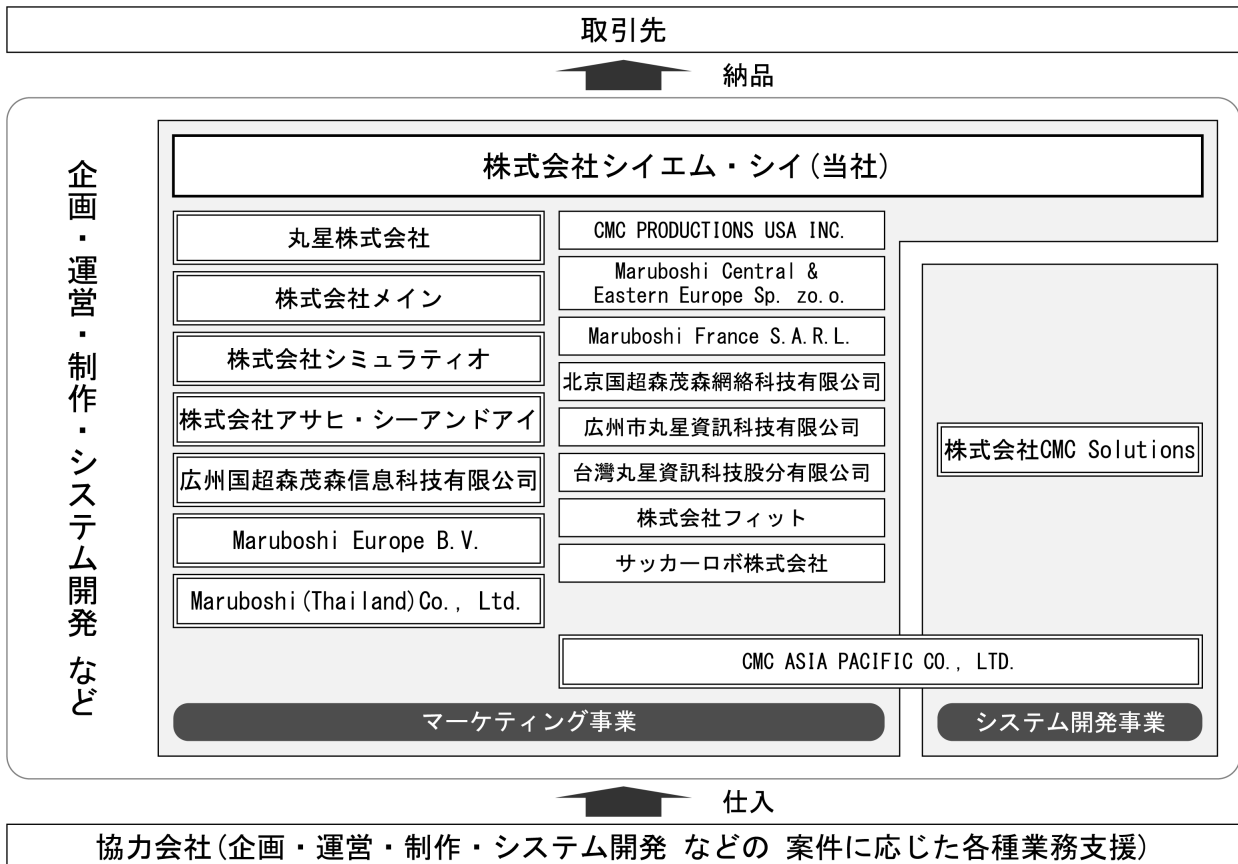 取引先
納品
企画・運営・制作・システム開発 など
株式会社シイエム・シイ(当社)
丸星株式会社
株式会社メイン
株式会社シミュラティオ
株式会社アサヒ・シーアンドアイ
広州国超森茂森信息科技有限公司
Maruboshi Europe B.V.
Maruboshi(Thailand)Co., Ltd.
CMC PRODUCTIONS USA INC.
Maruboshi Central &
Eastern Europe Sp. zo.o.
Maruboshi France S.A.R.L.
北京国超森茂森網絡科技有限公司
広州市丸星資訊科技有限公司
台灣丸星資訊科技股分有限公司
株式会社フィット
サッカーロボ株式会社
株式会社CMC Solutions
CMC ASIA PACIFIC CO., LTD.
マーケティング事業
システム開発事業
仕入
協力会社(企画・運営・制作・システム開発 などの 案件に応じた各種業務支援)